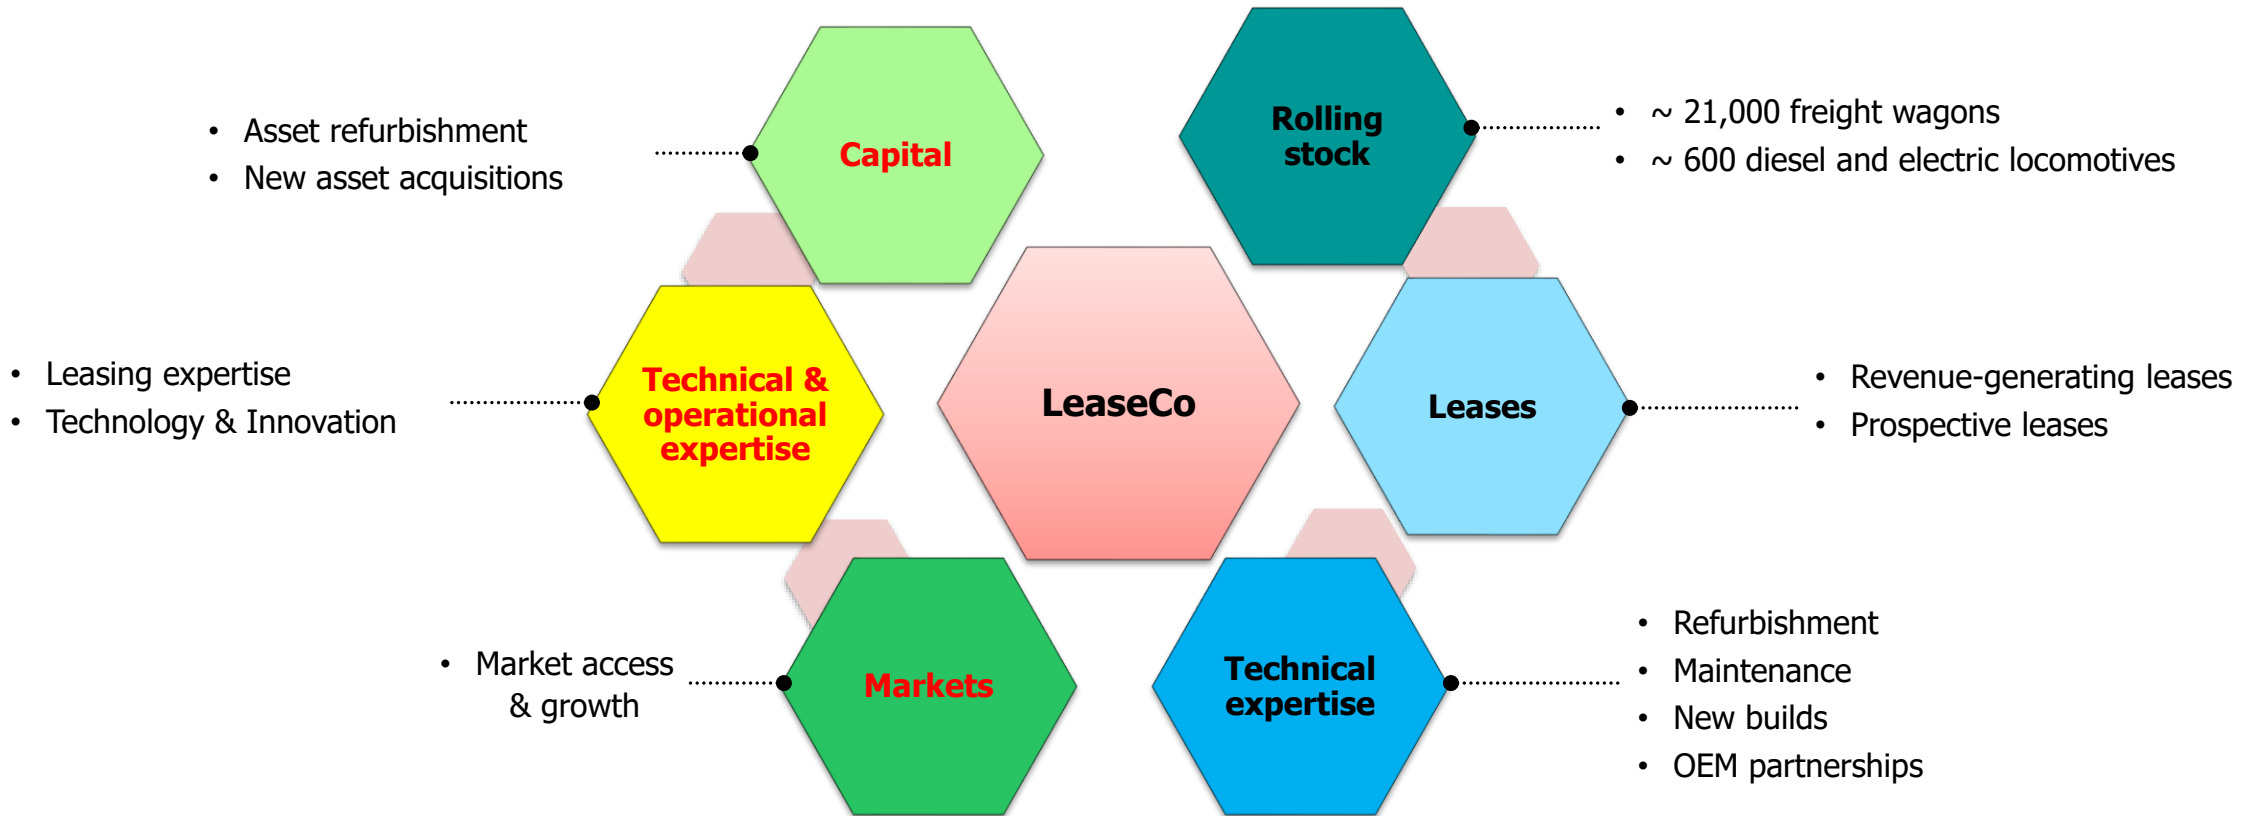 • Asset refurbishment
• New asset acquisitions
Capital
Rolling
stock
• ~ 21,000 freight wagons
• ~ 600 diesel and electric locomotives
• Leasing expertise
• Technology & Innovation
Technical &
operational
expertise
LeaseCo
Leases
• Revenue-generating leases
• Prospective leases
• Market access
& growth
Markets
Technical
expertise
• Refurbishment
• Maintenance
• New builds
• OEM partnerships